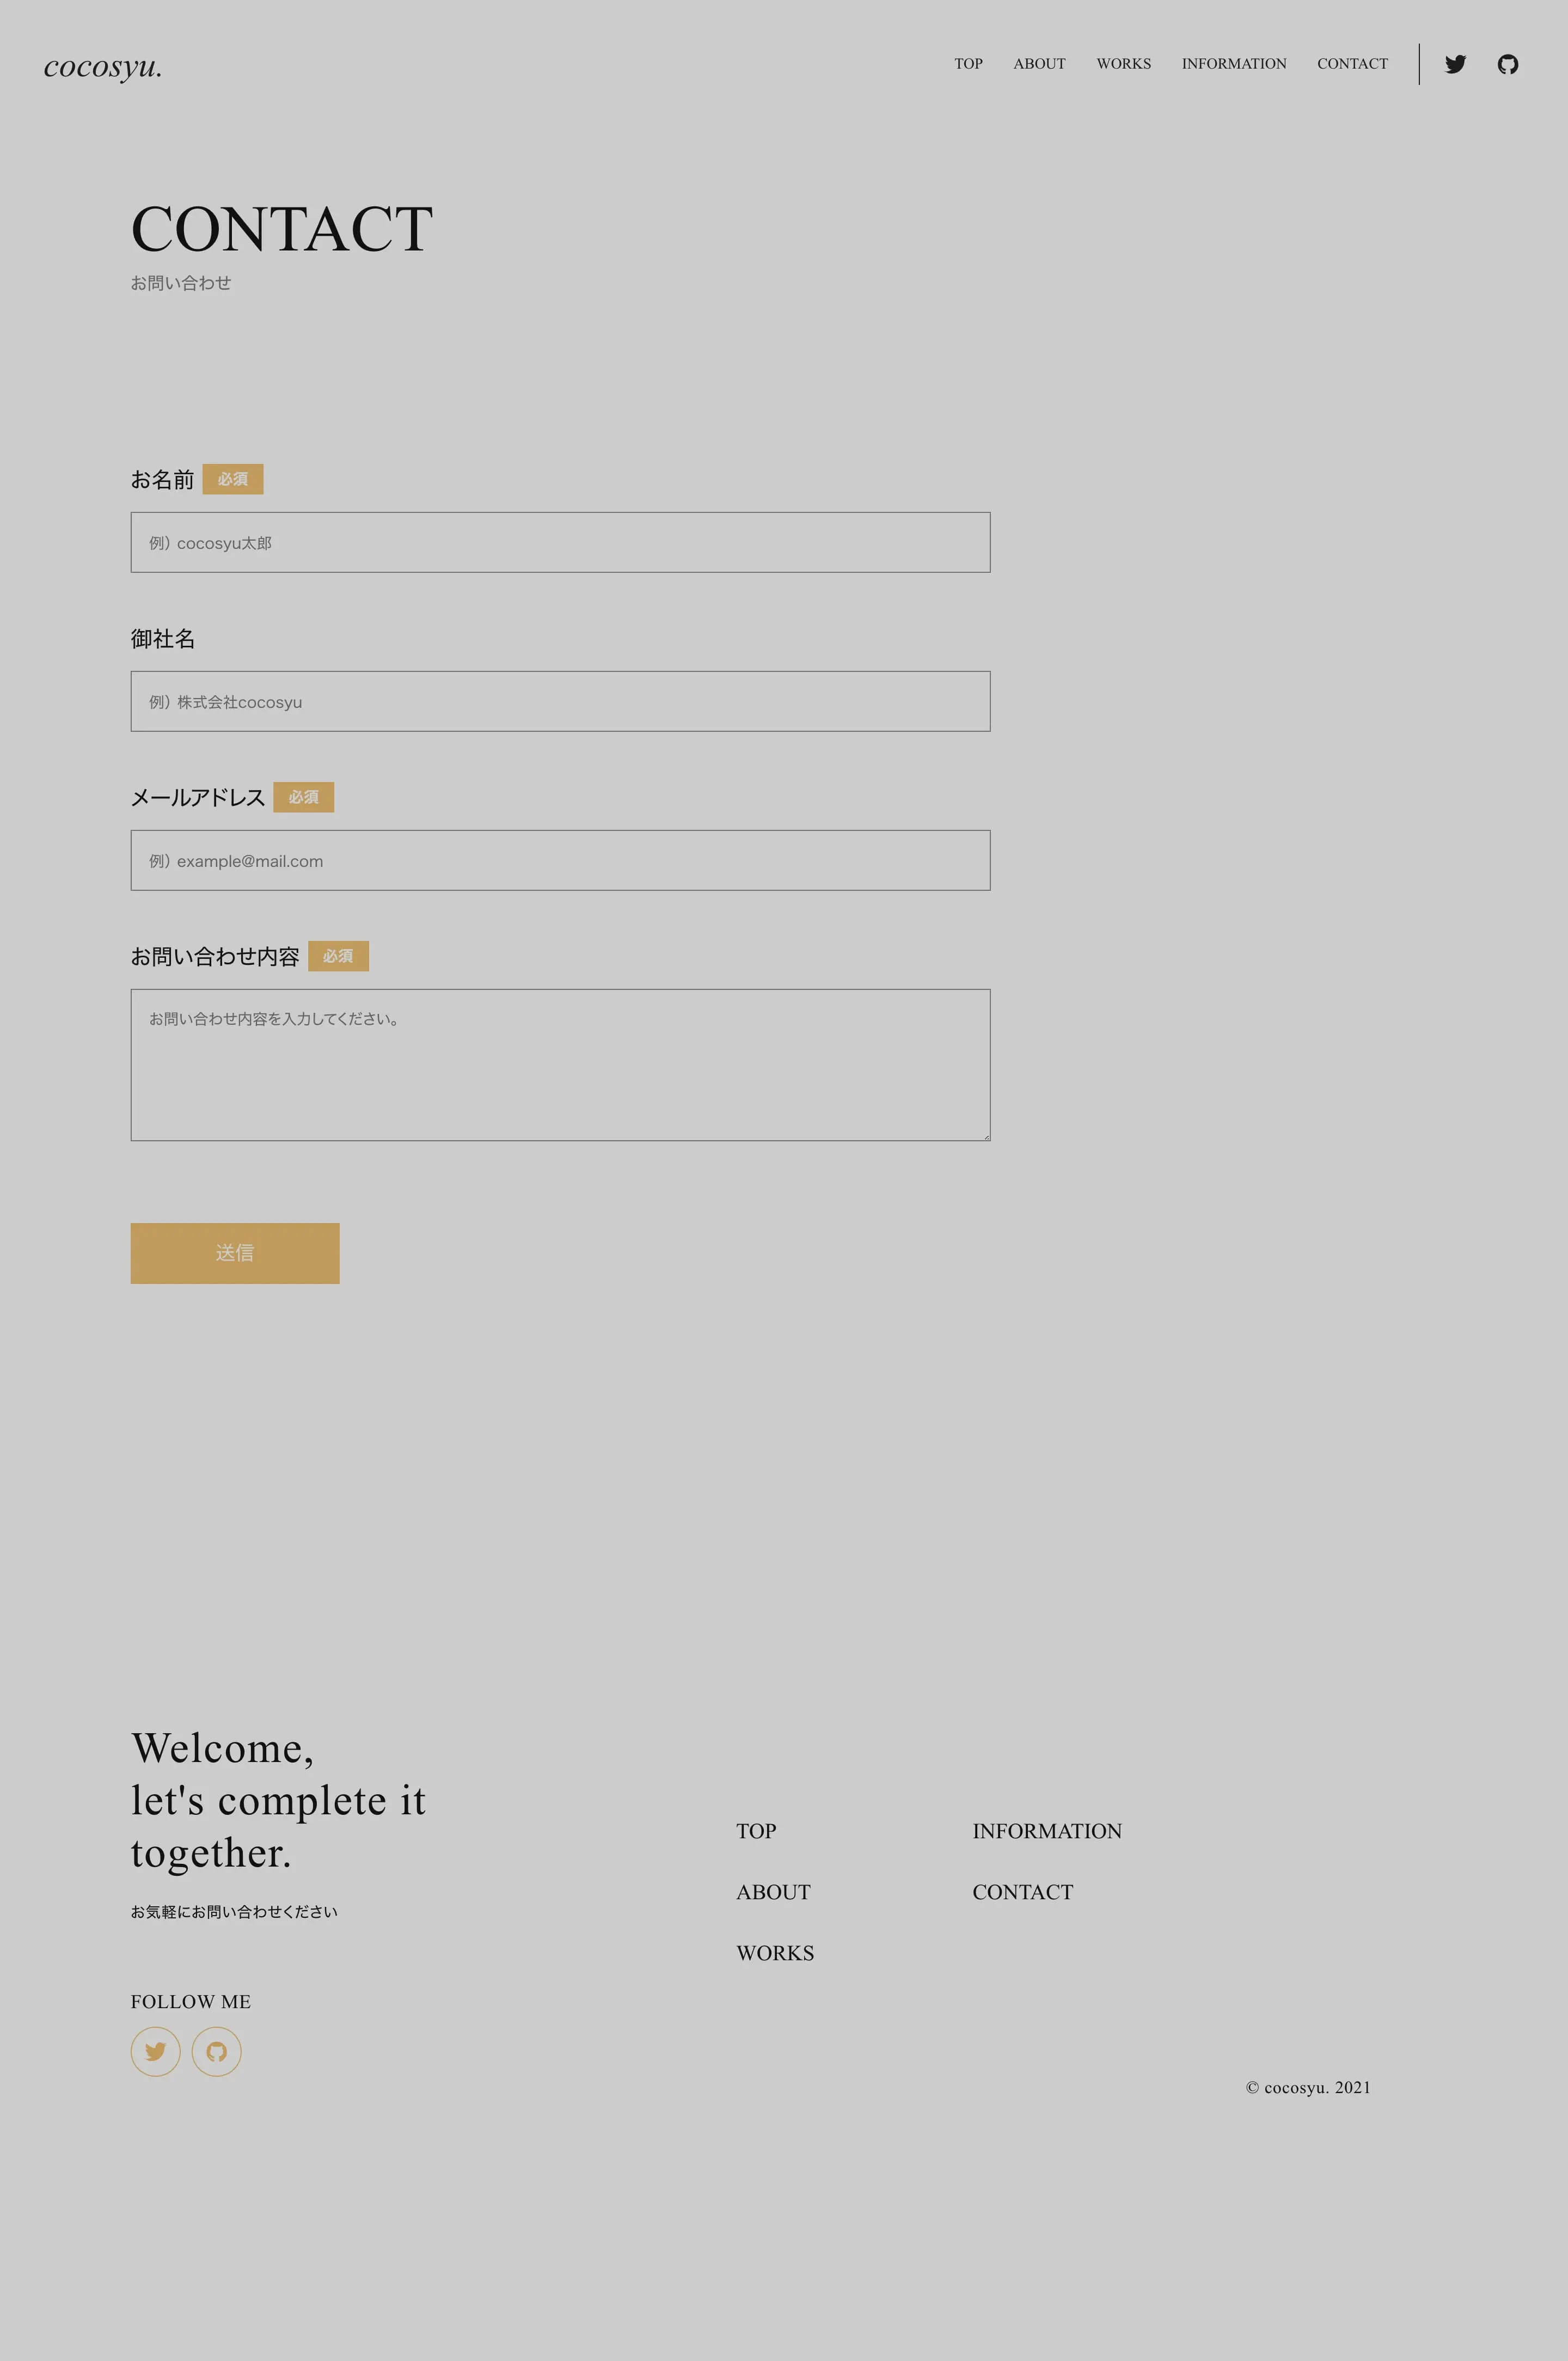 cocosyu.
TOP ABOUT WORKS INFORMATION CONTACT
CONTACT
お問い合わせ
お名前 必須
例）cocosyu太郎
御社名
例）株式会社cocosyu
メールアドレス 必須
例）example@mail.com
お問い合わせ内容 必須
お問い合わせ内容を入力してください。
送信
Welcome,
let's complete it
together.
お気軽にお問い合わせください
FOLLOW ME
TOP
ABOUT
WORKS
INFORMATION
CONTACT
© cocosyu. 2021